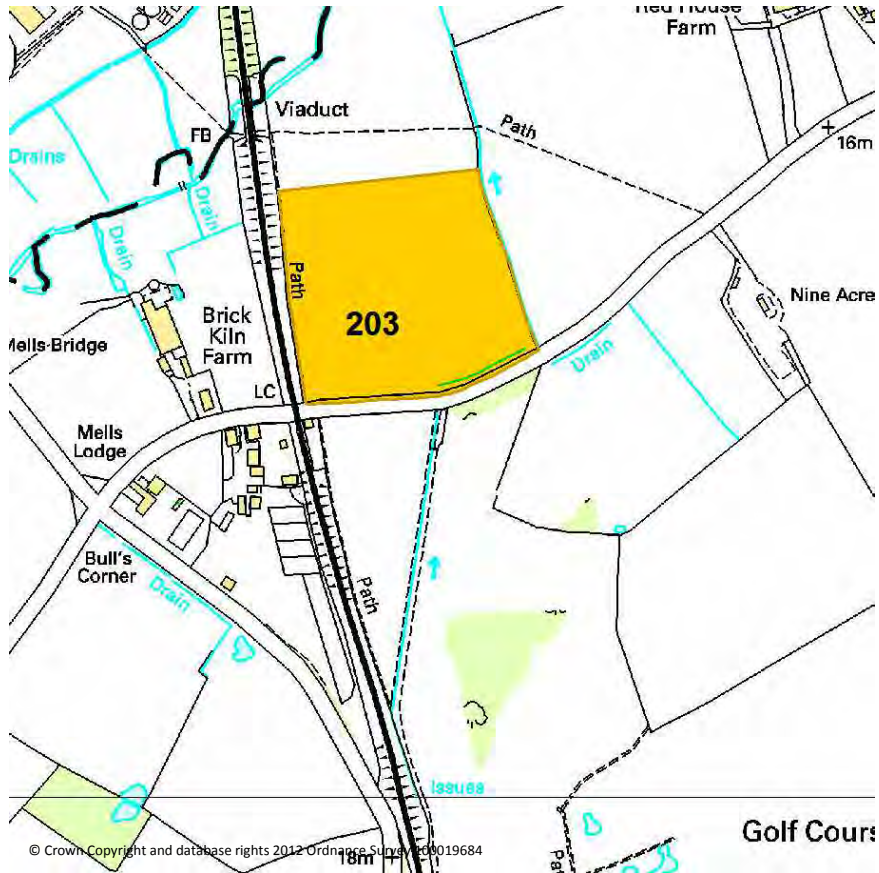 Red House
Farm
Viaduct
Path
FB
16m
Drains
Drain
Drain
Path
Nine Acre
Brick
Kiln
Farm
203
Mells Bridge
Drain
LC
Mells
Lodge
Bull's
Corner
Path
Drain
Issues
Golf Cours
Pat
18m
© Crown Copyright and database rights 2012 Ordnance Survey 100019684